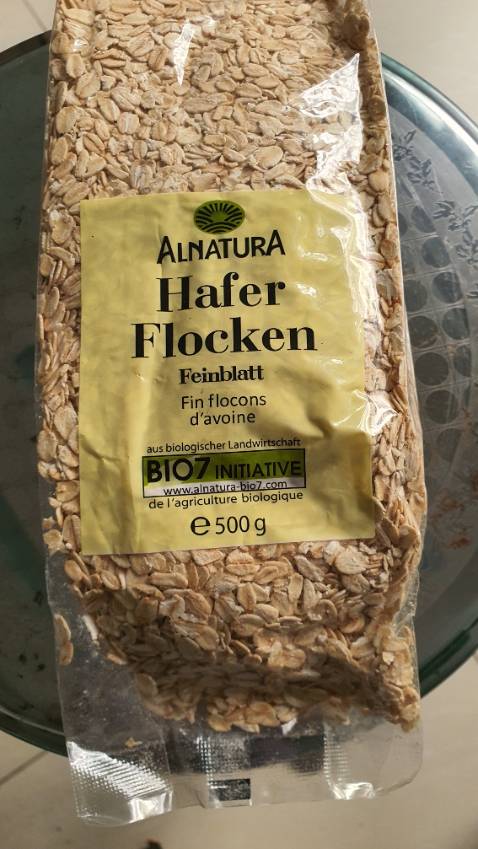 ALNATURA
Hafer
Flocken
Feinblatt
Fin flocons
d'avoine
aus biologischer Landwirtschaft
BIO7 INITIATIVE
www.alnatura-bio7.com
de l'agriculture biologique
℮ 500 g